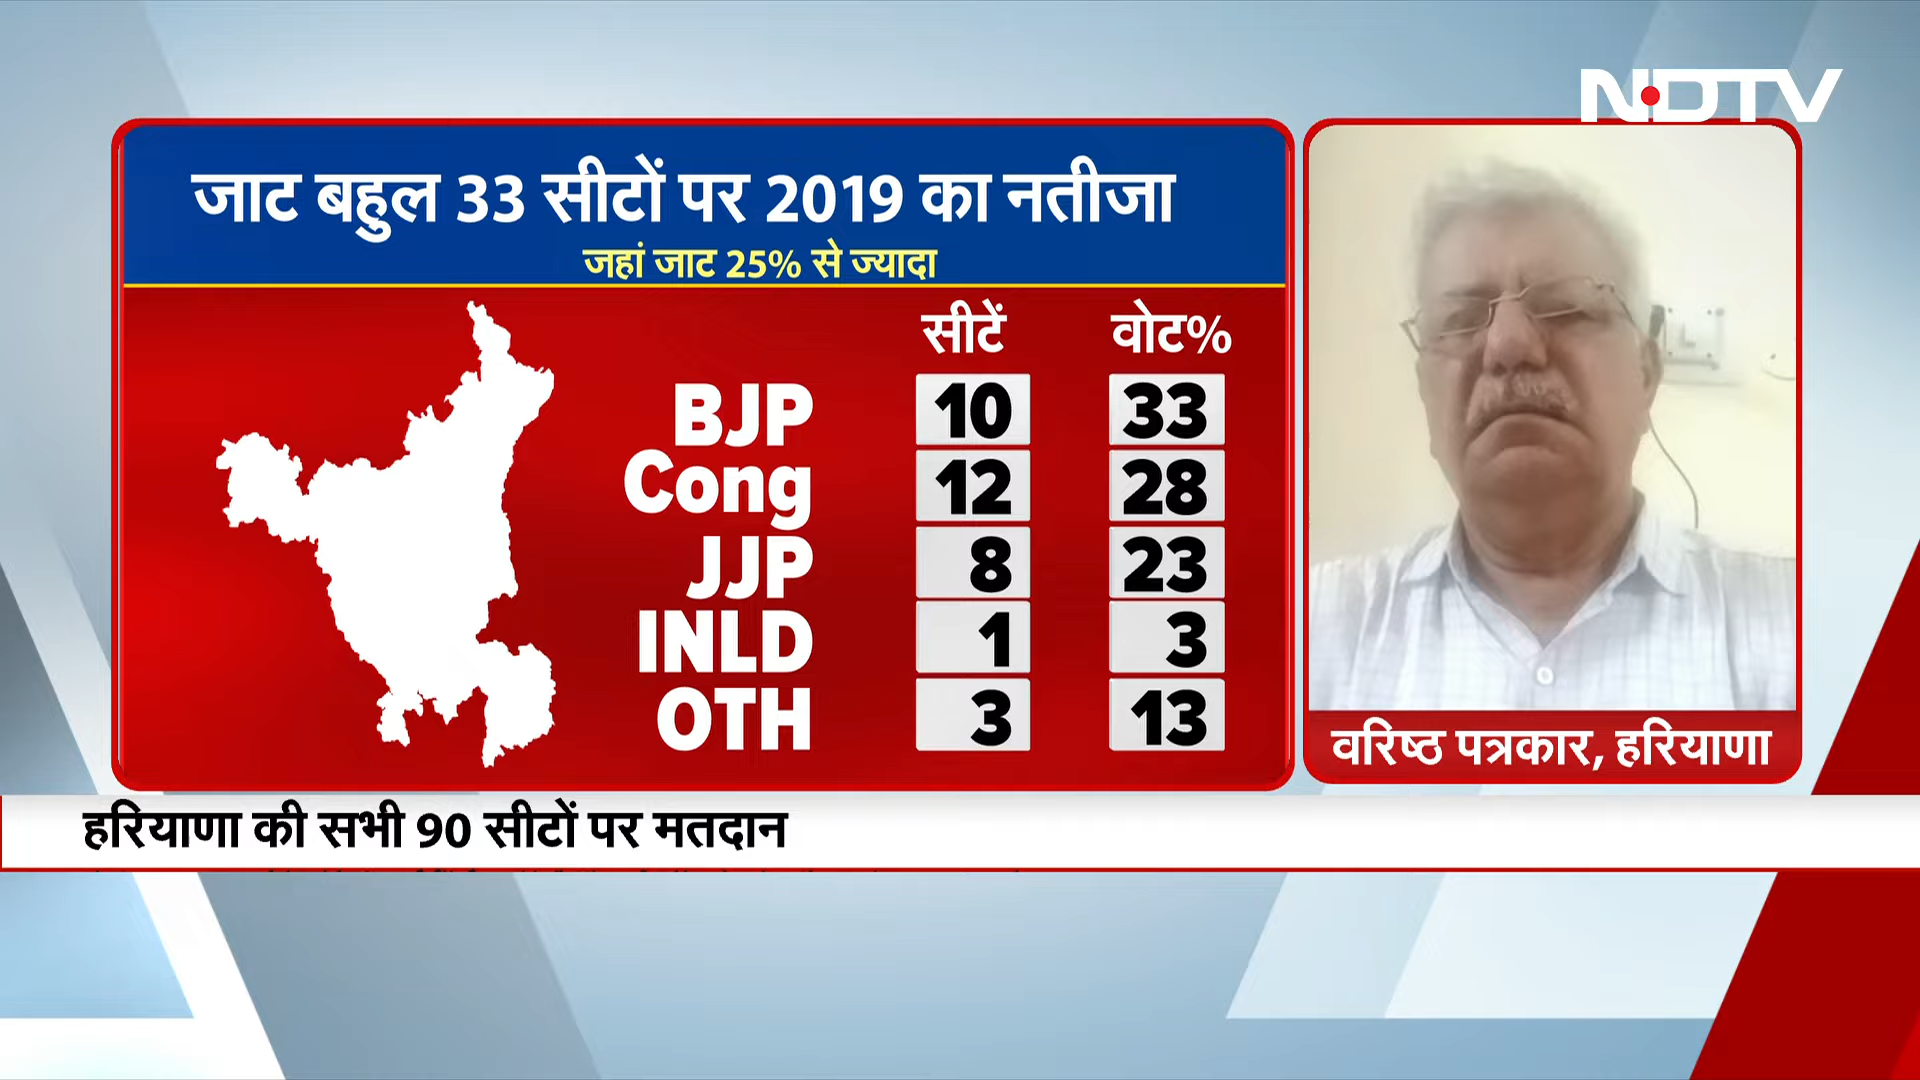 NDTV
जाट बहुल 33 सीटों पर 2019 का नतीजा
जहां जाट 25% से ज्यादा
सीटें वोट%
BJP 10 33
Cong 12 28
JJP 8 23
INLD 1 3
OTH 3 13
वरिष्ठ पत्रकार, हरियाणा
हरियाणा की सभी 90 सीटों पर मतदान